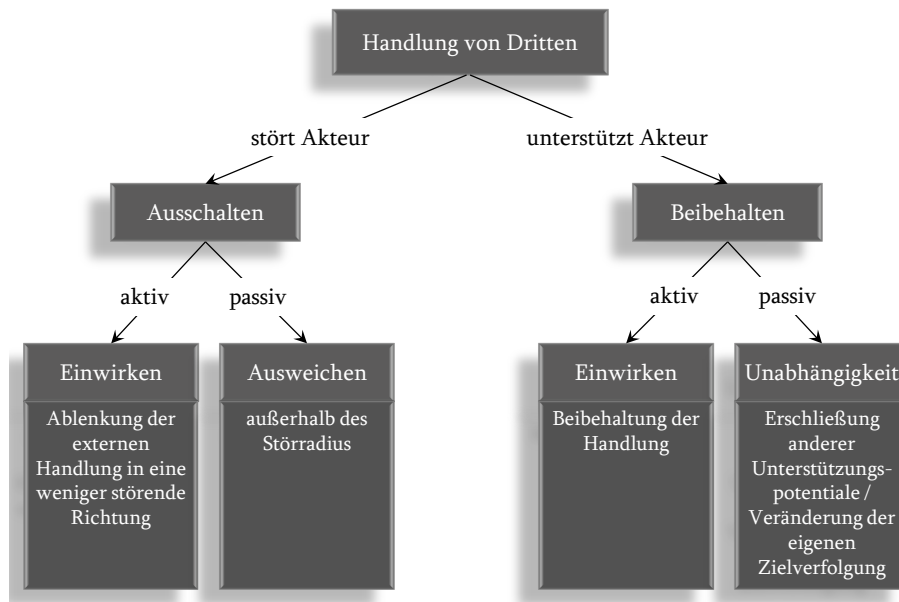 Handlung von Dritten
stört Akteur
unterstützt Akteur
Ausschalten
Beibehalten
aktiv
passiv
aktiv
passiv
Einwirken
Ablenkung der
externen
Handlung in eine
weniger störende
Richtung
Ausweichen
außerhalb des
Störradius
Einwirken
Beibehaltung der
Handlung
Unabhängigkeit
Erschließung
anderer
Unterstützungs-
potentiale /
Veränderung der
eigenen
Zielverfolgung